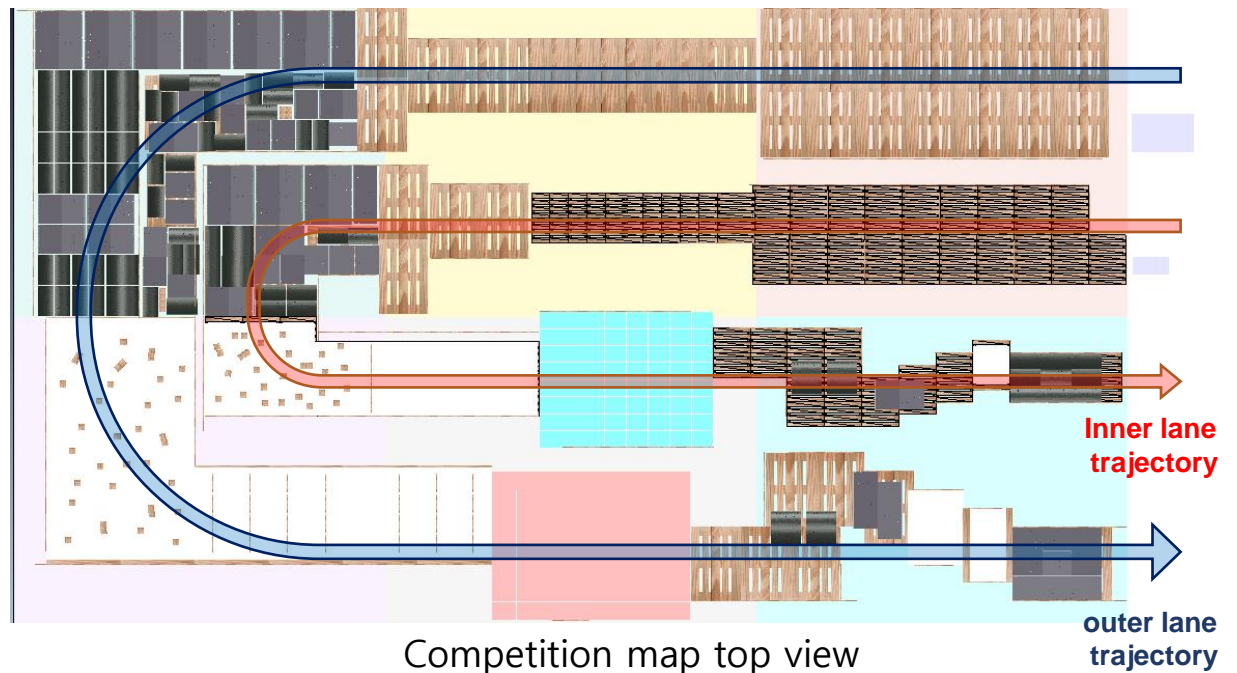 Inner lane
trajectory
outer lane
trajectory
Competition map top view